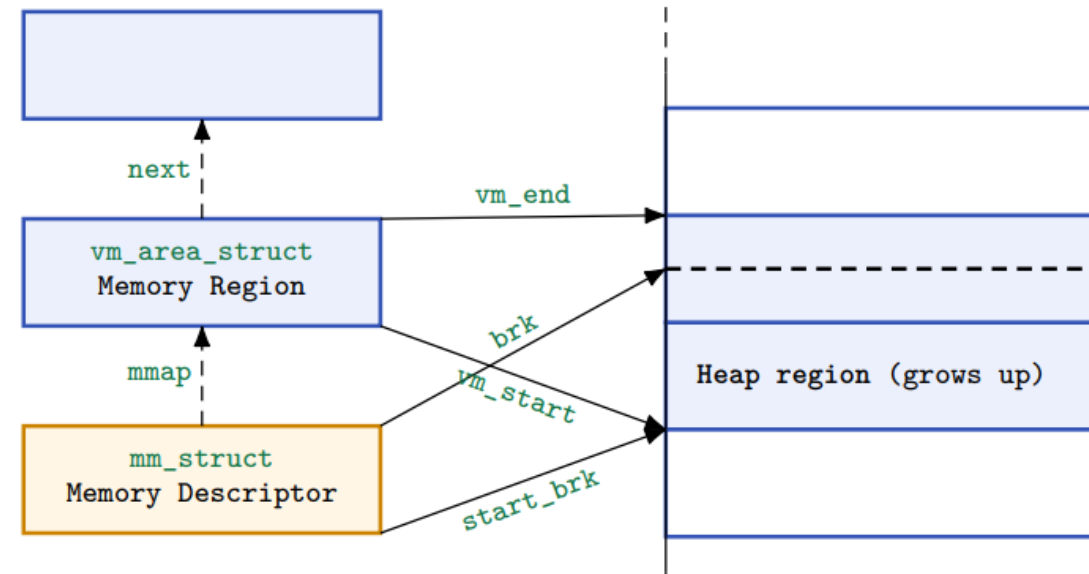 next
vm_end
vm_area_struct
Memory Region
brk
mmap
vm_start
Heap region (grows up)
mm_struct
Memory Descriptor
start_brk